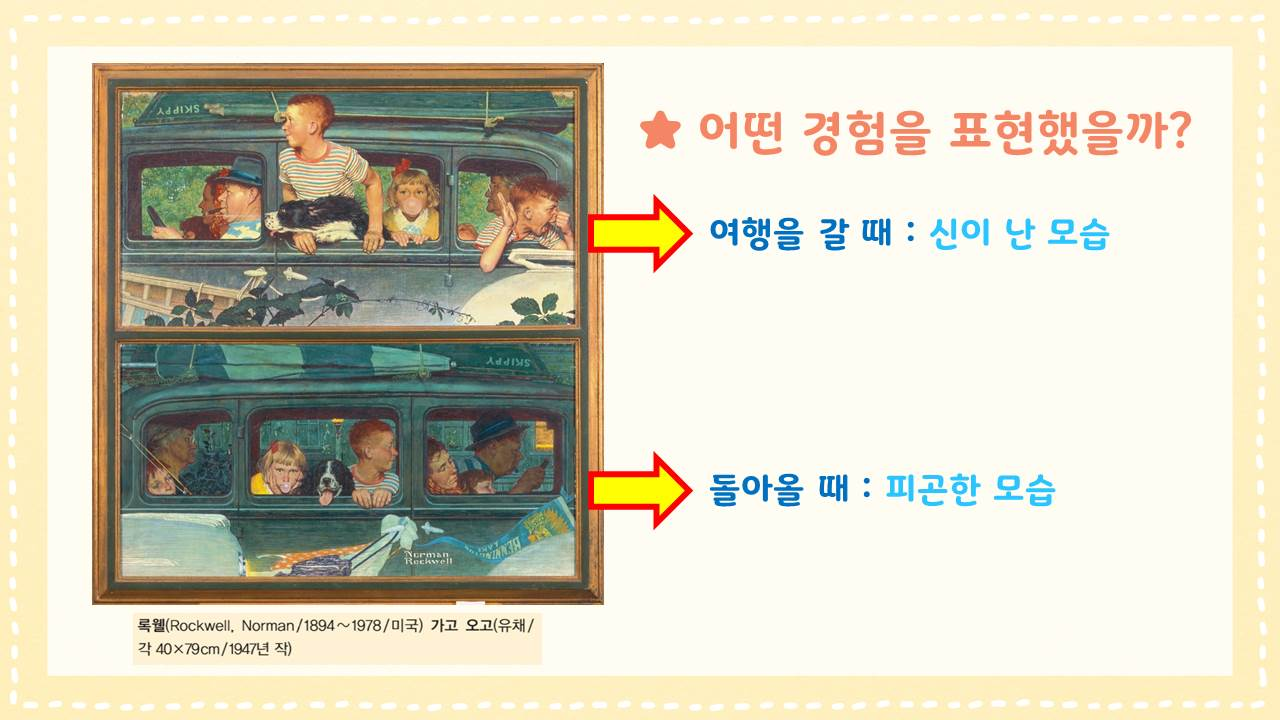 SKIPPY
SKIPPY
Norman
Rockwell
록웰(Rockwell, Norman/1894~1978/미국) 가고 오고(유채/
각 40×79cm/1947년 작)
어떤 경험을 표현했을까?
여행을 갈 때 : 신이 난 모습
돌아올 때 : 피곤한 모습